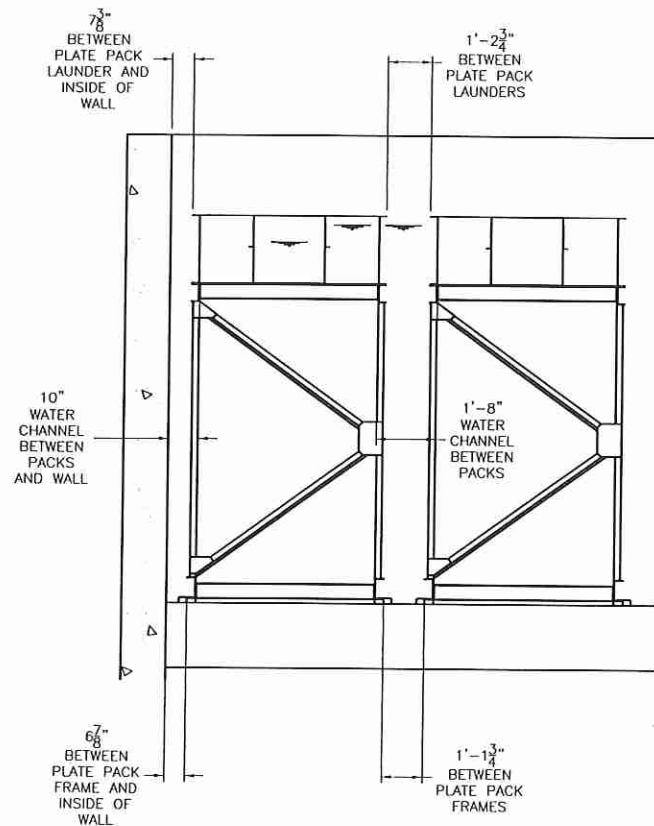 7 3/8"
BETWEEN
PLATE PACK
LAUNDER AND
INSIDE OF
WALL
1'-2 3/4"
BETWEEN
PLATE PACK
LAUNDERS
10"
WATER
CHANNEL
BETWEEN
PACKS
AND WALL
1'-8"
WATER
CHANNEL
BETWEEN
PACKS
6 7/8"
BETWEEN
PLATE PACK
FRAME AND
INSIDE OF
WALL
1'-1 3/4"
BETWEEN
PLATE PACK
FRAMES